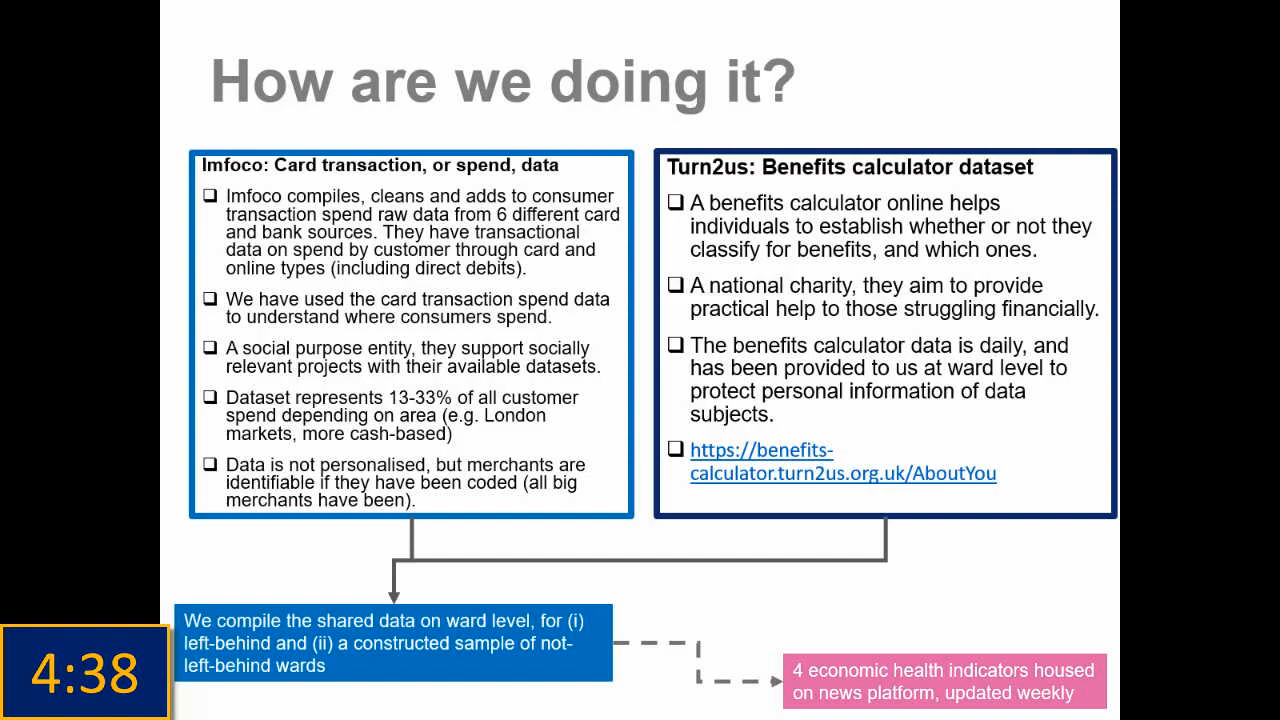 How are we doing it?
Imfoco: Card transaction, or spend, data
❑ Imfoco compiles, cleans and adds to consumer
transaction spend raw data from 6 different card
and bank sources. They have transactional
data on spend by customer through card and
online types (including direct debits).
❑ We have used the card transaction spend data
to understand where consumers spend.
❑ A social purpose entity, they support socially
relevant projects with their available datasets.
❑ Dataset represents 13-33% of all customer
spend depending on area (e.g. London
markets, more cash-based)
❑ Data is not personalised, but merchants are
identifiable if they have been coded (all big
merchants have been).
Turn2us: Benefits calculator dataset
❑ A benefits calculator online helps
individuals to establish whether or not they
classify for benefits, and which ones.
❑ A national charity, they aim to provide
practical help to those struggling financially.
❑ The benefits calculator data is daily, and
has been provided to us at ward level to
protect personal information of data
subjects.
❑ https://benefits-
calculator.turn2us.org.uk/AboutYou
We compile the shared data on ward level, for (i)
left-behind and (ii) a constructed sample of not-
left-behind wards
4 economic health indicators housed
on news platform, updated weekly
4:38